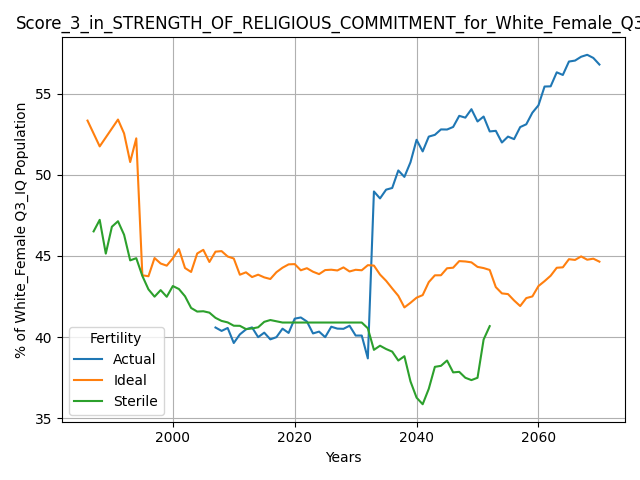 Score_3_in_STRENGTH_OF_RELIGIOUS_COMMITMENT_for_White_Female_Q3
% of White_Female Q3_IQ Population
55
50
45
40
35
Fertility
Actual
Ideal
Sterile
2000 2020 2040 2060
Years